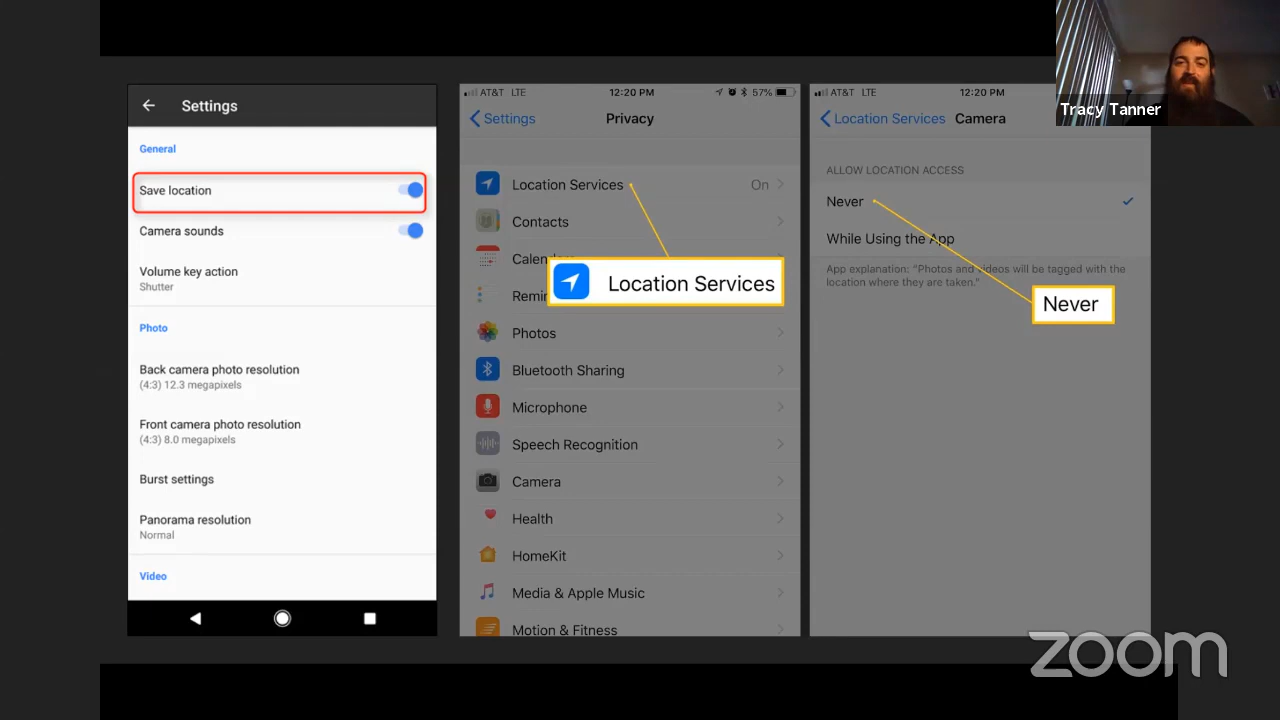 Settings
General
Save location
Camera sounds
Volume key action
Shutter
Photo
Back camera photo resolution
(4:3) 12.3 megapixels
Front camera photo resolution
(4:3) 8.0 megapixels
Burst settings
Panorama resolution
Normal
Video
AT&T LTE 12:20 PM 57%
Settings Privacy
Location Services On
Contacts
Location Services
Photos
Bluetooth Sharing
Microphone
Speech Recognition
Camera
Health
HomeKit
Media & Apple Music
Motion & Fitness
AT&T LTE 12:20 PM
Location Services Camera
ALLOW LOCATION ACCESS
Never
While Using the App
App explanation: "Photos and videos will be tagged with the
location where they are taken."
Never
Tracy Tanner
zoom